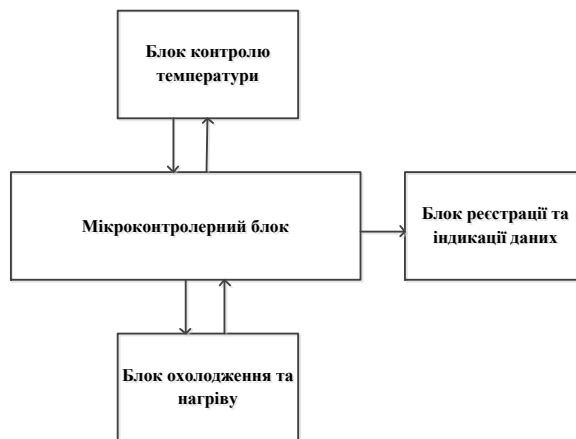 Блок контролю
температури
Мікроконтролерний блок
Блок реєстрації та
індикації даних
Блок охолодження та
нагріву